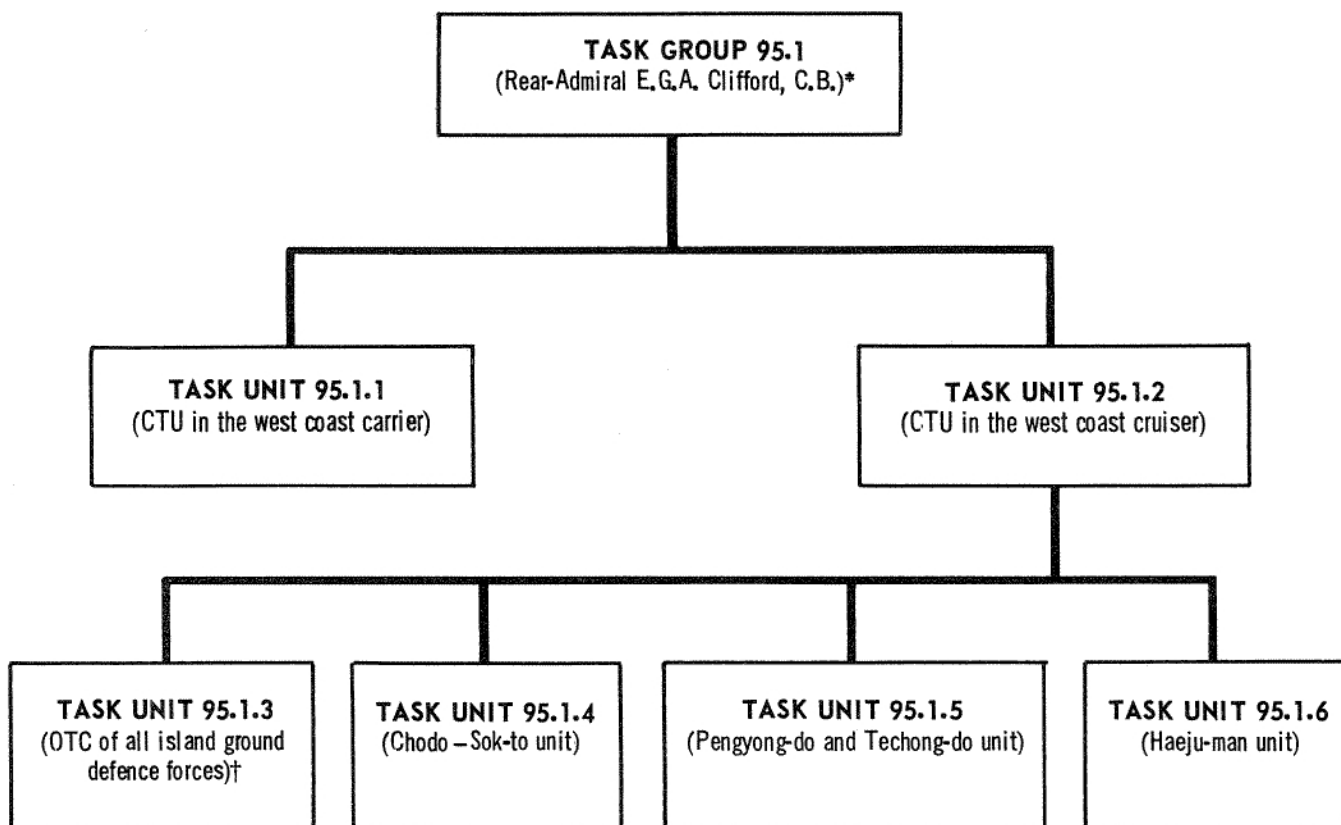 TASK GROUP 95.1
(Rear-Admiral E.G.A. Clifford, C.B.)*
TASK UNIT 95.1.1
(CTU in the west coast carrier)
TASK UNIT 95.1.2
(CTU in the west coast cruiser)
TASK UNIT 95.1.3
(OTC of all island ground
defence forces)†
TASK UNIT 95.1.4
(Chodo – Sok-to unit)
TASK UNIT 95.1.5
(Pengyong-do and Techong-do unit)
TASK UNIT 95.1.6
(Haeju-man unit)